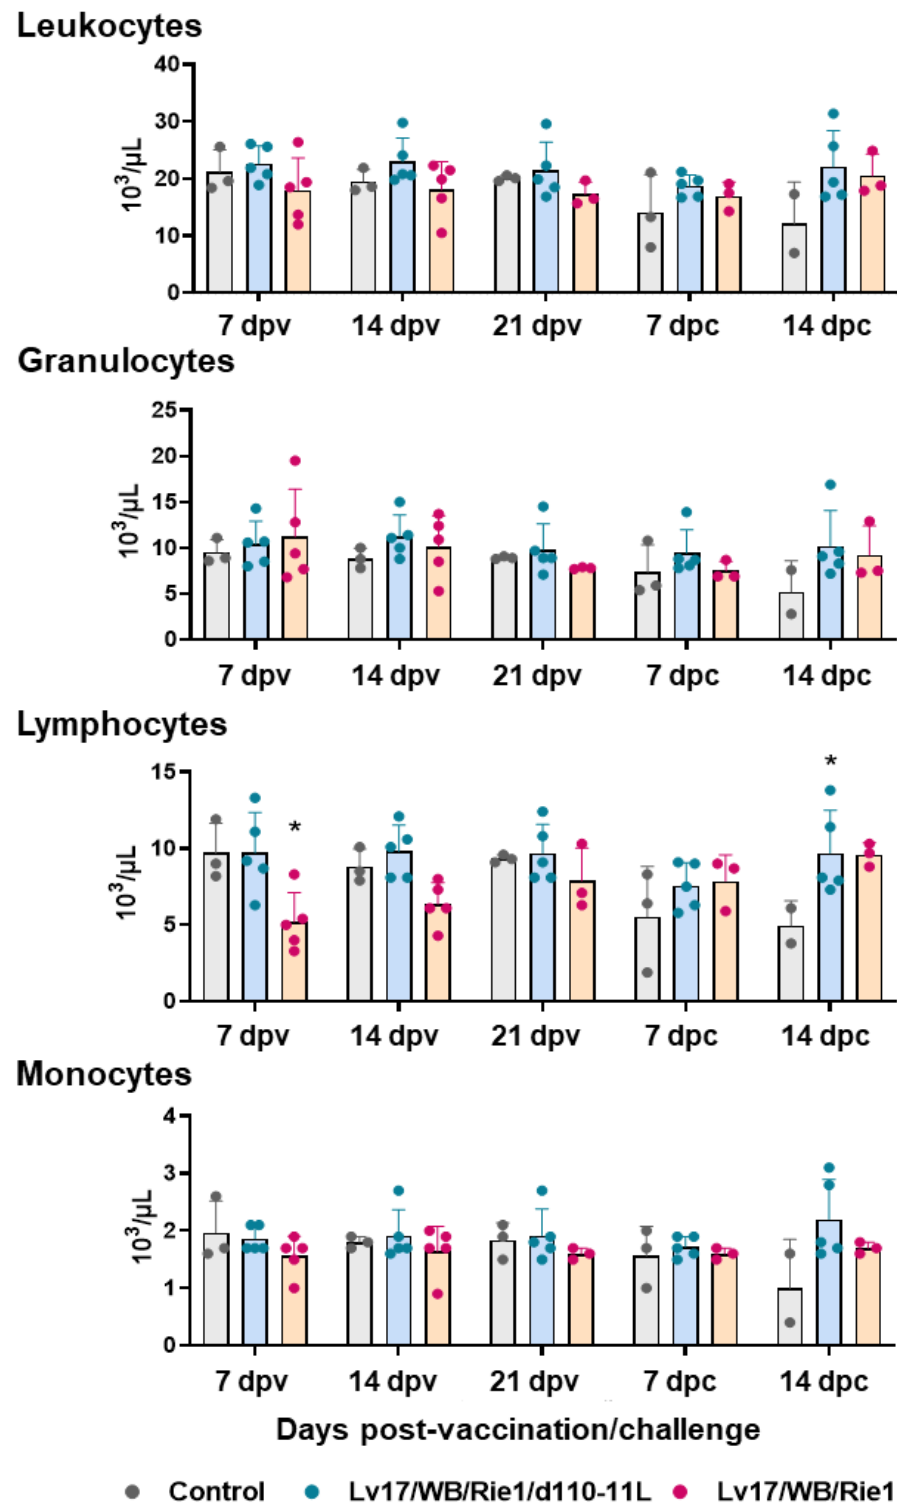 Leukocytes
40
30
20
10
0
10³/µL
7 dpv 14 dpv 21 dpv 7 dpc 14 dpc
Granulocytes
25
20
15
10
5
0
10³/µL
7 dpv 14 dpv 21 dpv 7 dpc 14 dpc
Lymphocytes
15
10
5
0
10³/µL
*
*
7 dpv 14 dpv 21 dpv 7 dpc 14 dpc
Monocytes
4
3
2
1
0
10³/µL
7 dpv 14 dpv 21 dpv 7 dpc 14 dpc
Days post-vaccination/challenge
Control Lv17/WB/Rie1/d110-11L Lv17/WB/Rie1